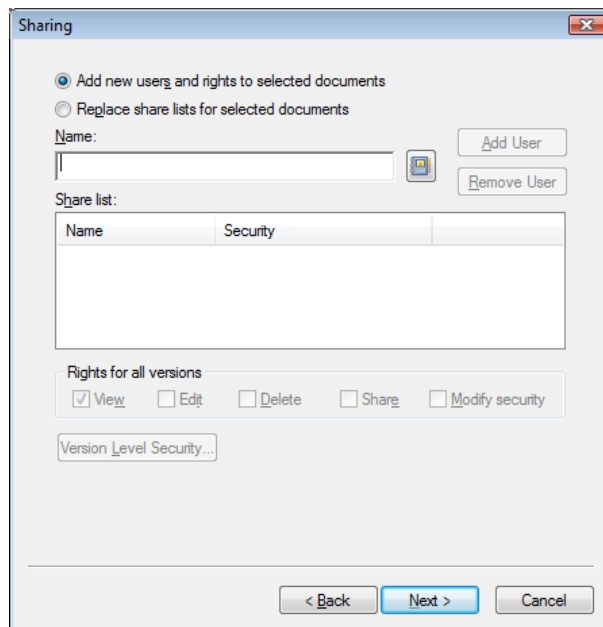 Sharing
Add new users and rights to selected documents
Replace share lists for selected documents
Name:
Add User
Remove User
Share list:
Name Security
Rights for all versions
View Edit Delete Share Modify security
Version Level Security...
< Back Next > Cancel